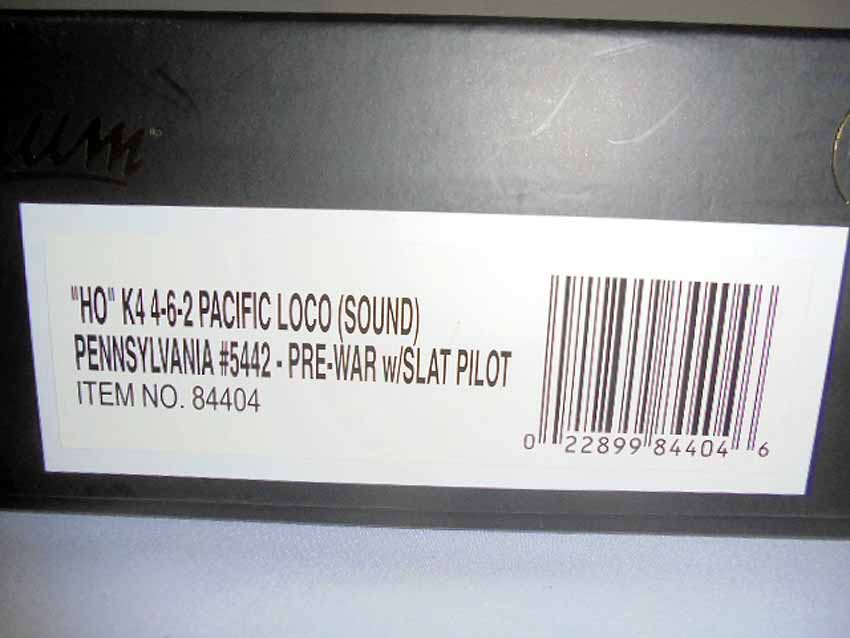 "HO" K4 4-6-2 PACIFIC LOCO (SOUND)
PENNSYLVANIA #5442 - PRE-WAR w/SLAT PILOT
ITEM NO. 84404
0 22899 84404 6